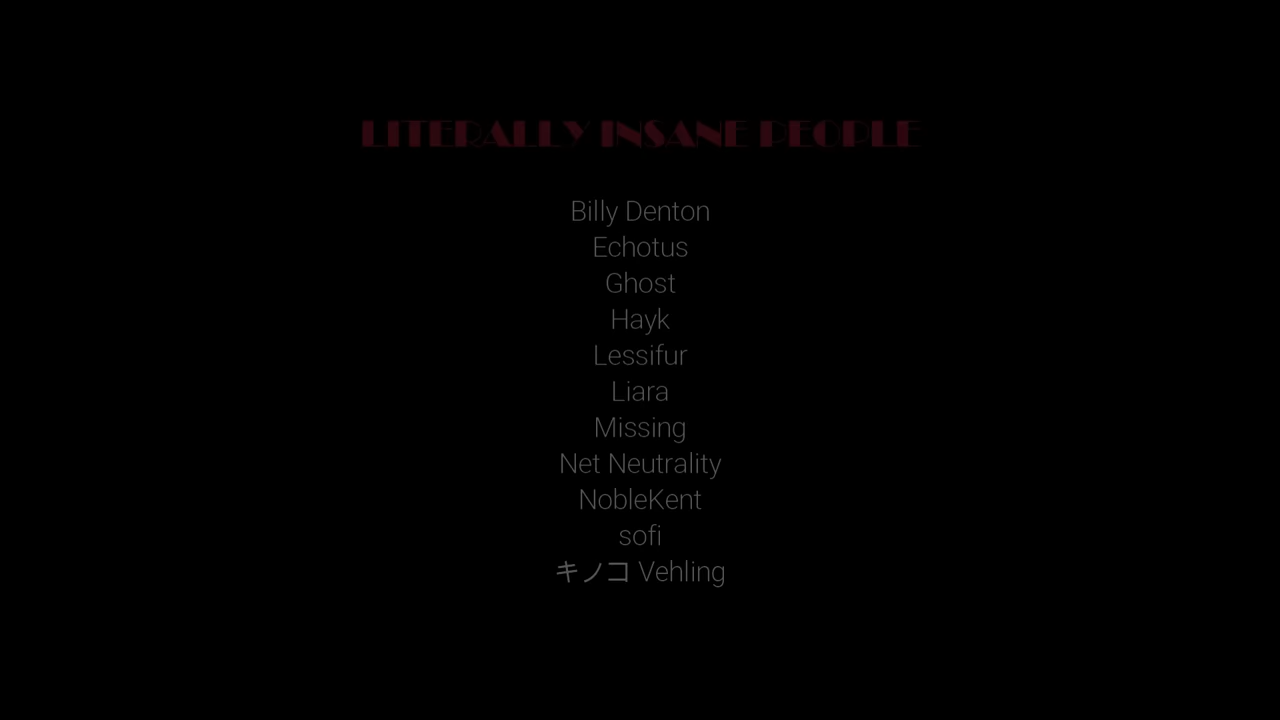 LITERALLY INSANE PEOPLE
Billy Denton
Echotus
Ghost
Hayk
Lessifur
Liara
Missing
Net Neutrality
NobleKent
sofi
キノコ Vehling